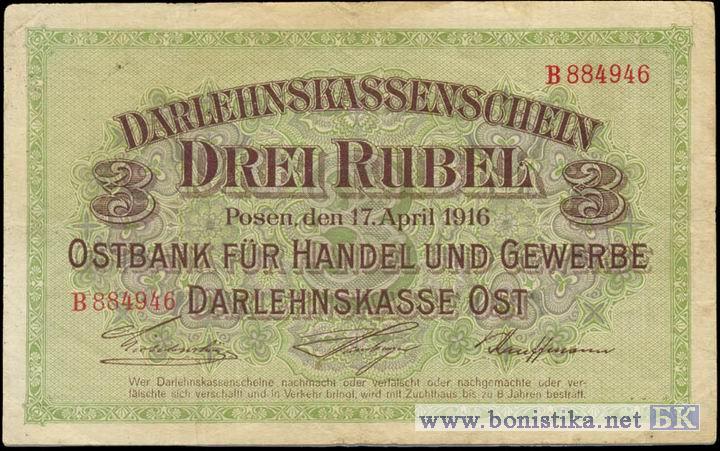 B 884946
DARLEHNSKASSENSCHEIN
3 DREI RUBEL 3
Posen, den 17. April 1916
OSTBANK FÜR HANDEL UND GEWERBE
B 884946 DARLEHNSKASSE OST
Kauffmann
Wer Darlehnskassenscheine nachmacht oder verfälscht oder nachgemachte oder ver-
fälschte sich verschafft und in Verkehr bringt, wird mit Zuchthaus bis zu 8 Jahren bestraft.
www.bonistika.net БК